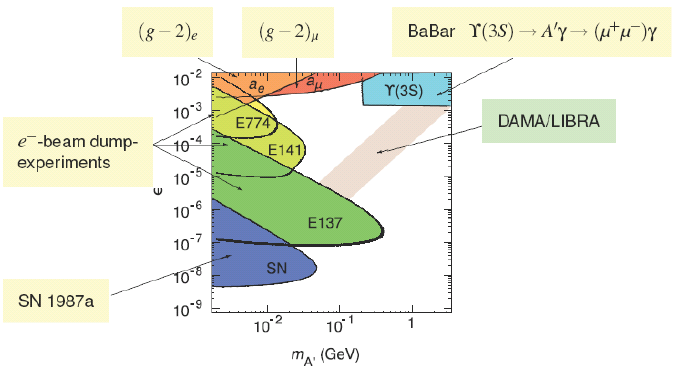 (g−2)e
(g−2)μ
BaBar ϒ(3S)→A′γ→(μ+μ−)γ
10-2
ae
aμ
ϒ(3S)
10-3
E774
DAMA/LIBRA
e−-beam dump-
experiments
10-4
E141
10-5
ϵ
10-6
E137
10-7
SN
10-8
SN 1987a
10-9
10-2
10-1
1
mA' (GeV)